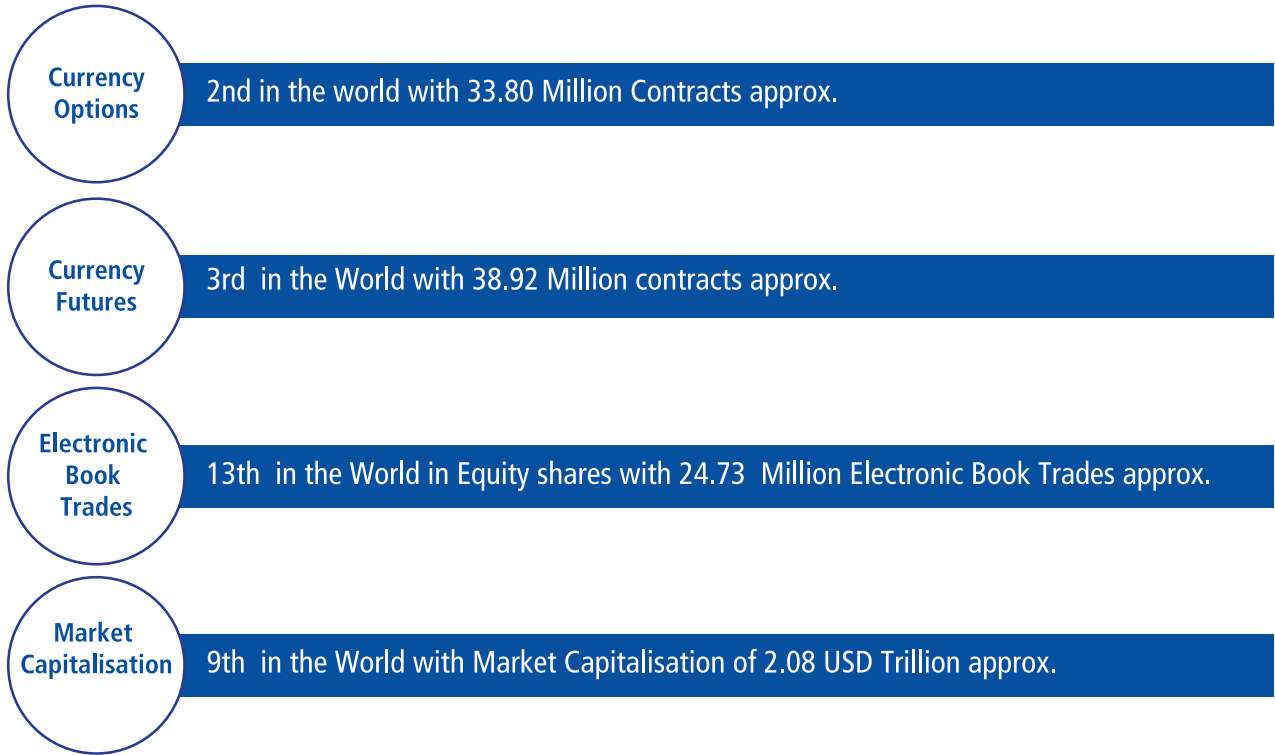 Currency
Options
2nd in the world with 33.80 Million Contracts approx.
Currency
Futures
3rd in the World with 38.92 Million contracts approx.
Electronic
Book
Trades
13th in the World in Equity shares with 24.73 Million Electronic Book Trades approx.
Market
Capitalisation
9th in the World with Market Capitalisation of 2.08 USD Trillion approx.